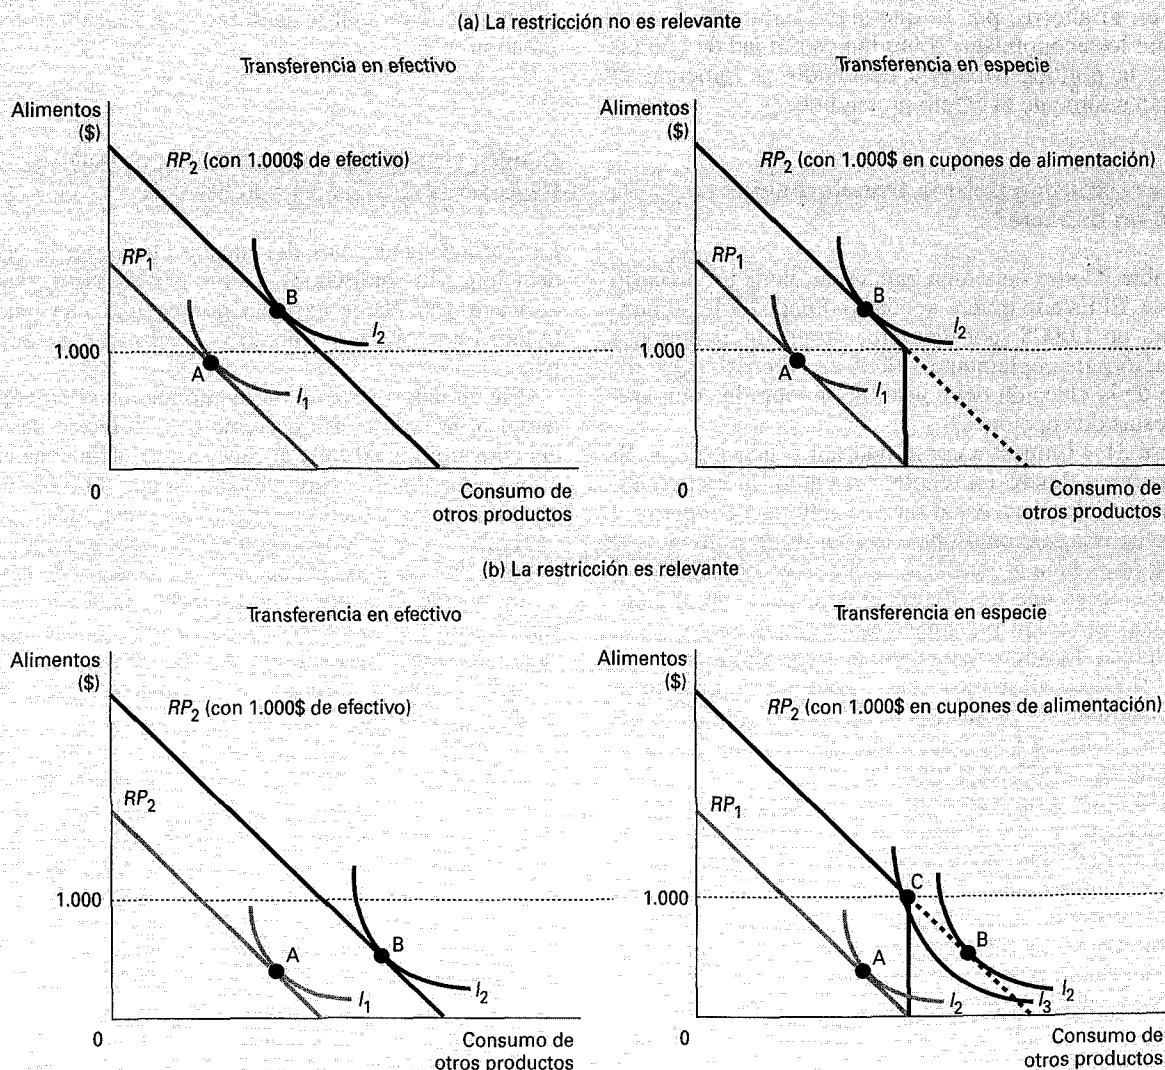 (a) La restricción no es relevante
Transferencia en efectivo
Alimentos
($)
RP2 (con 1.000$ de efectivo)
RP1
B
I2
1.000
A
I1
0
Consumo de
otros productos
Transferencia en especie
Alimentos
($)
RP2 (con 1.000$ en cupones de alimentación)
RP1
B
I2
1.000
A
I1
0
Consumo de
otros productos
(b) La restricción es relevante
Transferencia en efectivo
Alimentos
($)
RP2 (con 1.000$ de efectivo)
RP2
1.000
B
A
I2
I1
0
Consumo de
otros productos
Transferencia en especie
Alimentos
($)
RP2 (con 1.000$ en cupones de alimentación)
RP1
C
1.000
B
A
I2
I3
I2
0
Consumo de
otros productos